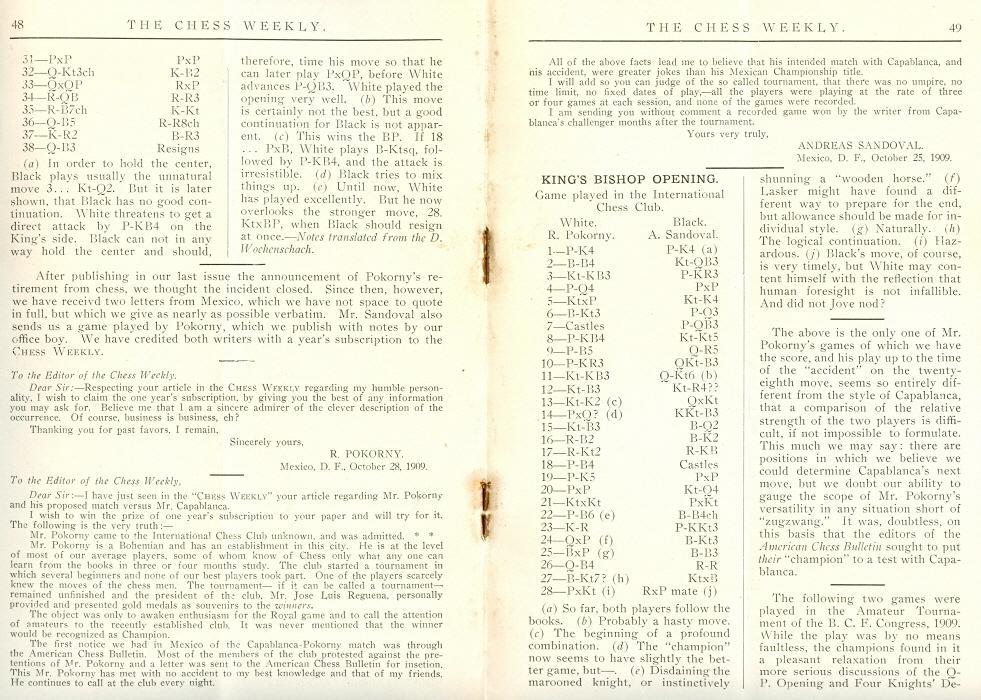 48
THE CHESS WEEKLY.
31—PxP PxP
32—Q-Kt3ch K-B2
33—QxQP RxP
34—R-QB R-R3
35—R-B7ch K-Kt
36—Q-B5 R-R8ch
37—K-R2 B-R3
38—Q-B3 Resigns
(a) In order to hold the center,
Black plays usually the unnatural
move 3... Kt-Q2. But it is later
shown, that Black has no good con-
tinuation. White threatens to get a
direct attack by P-KB4 on the
King's side. Black can not in any
way hold the center and should,
therefore, time his move so that he
can later play PxQP, before White
advances P-QB3. White played the
opening very well. (b) This move
is certainly not the best, but a good
continuation for Black is not appar-
ent. (c) This wins the BP. If 18
... PxB, White plays B-Ktsq, fol-
lowed by P-KB4, and the attack is
irresistible. (d) Black tries to mix
things up. (e) Until now, White
has played excellently. But he now
overlooks the stronger move, 28.
KtxBP, when Black should resign
at once.—Notes translated from the D.
Wochenschach.
After publishing in our last issue the announcement of Pokorny's re-
tirement from chess, we thought the incident closed. Since then, however,
we have receivd two letters from Mexico, which we have not space to quote
in full, but which we give as nearly as possible verbatim. Mr. Sandoval also
sends us a game played by Pokorny, which we publish with notes by our
office boy. We have credited both writers with a year's subscription to the
CHESS WEEKLY.
To the Editor of the Chess Weekly.
Dear Sir:—Respecting your article in the CHESS WEEKLY regarding my humble person-
ality, I wish to claim the one year's subscription, by giving you the best of any information
you may ask for. Believe me that I am a sincere admirer of the clever description of the
occurrence. Of course, business is business, eh?
Thanking you for past favors, I remain,
Sincerely yours,
R. POKORNY.
Mexico, D. F., October 28, 1909.
To the Editor of the Chess Weekly,
Dear Sir:—I have just seen in the "CHESS WEEKLY" your article regarding Mr. Pokorny
and his proposed match versus Mr. Capablanca.
I wish to win the prize of one year's subscription to your paper and will try for it.
The following is the very truth:—
Mr. Pokorny came to the International Chess Club unknown, and was admitted. * *
Mr. Pokorny is a Bohemian and has an establishment in this city. He is at the level
of most of our average players, some of whom know of Chess only what any one can
learn from the books in three or four months study. The club started a tournament in
which several beginners and none of our best players took part. One of the players scarcely
knew the moves of the chess men. The tournament— if it can be called a tournament—
remained unfinished and the president of the club, Mr. Jose Luis Reguena, personally
provided and presented gold medals as souvenirs to the winners.
The object was only to awaken enthusiasm for the Royal game and to call the attention
of amateurs to the recently established club. It was never mentioned that the winner
would be recognized as Champion.
The first notice we had in Mexico of the Capablanca-Pokorny match was through
the American Chess Bulletin. Most of the members of the club protested against the pre-
tentions of Mr. Pokorny and a letter was sent to the American Chess Bulletin for insetion.
This Mr. Pokorny has met with no accident to my best knowledge and that of my friends.
He continues to call at the club every night.
THE CHESS WEEKLY.
49
All of the above facts lead me to believe that his intended match with Capablanca, and
his accident, were greater jokes than his Mexican Championship title.
I will add so you can judge of the so called tournament, that there was no umpire, no
time limit, no fixed dates of play,—all the players were playing at the rate of three
or four games at each session, and none of the games were recorded.
I am sending you without comment a recorded game won by the writer from Capa-
blanca's challenger months after the tournament.
Yours very truly,
ANDREAS SANDOVAL.
Mexico, D. F., October 25, 1909.
KING'S BISHOP OPENING.
Game played in the International
Chess Club.
White. Black.
R. Pokorny. A. Sandoval.
1—P-K4 P-K4 (a)
2—B-B4 Kt-QB3
3—Kt-KB3 P-KR3
4—P-Q4 PxP
5—KtxP Kt-K4
6—B-Kt3 P-Q3
7—Castles P-QB3
8—P-KB4 Kt-Kt5
9—P-B5 Q-R5
10—P-KR3 QKt-B3
11—Kt-KB3 Q-Kt6 (b)
12—Kt-B3 Kt-R4??
13—Kt-K2 (c) QxKt
14—PxQ? (d) KKt-B3
15—Kt-B3 B-Q2
16—R-B2 B-K2
17—R-Kt2 R-KB
18—P-B4 Castles
19—P-K5 PxP
20—PxP Kt-Q4
21—KtxKt PxKt
22—P-B6 (e) B-B4ch
23—K-R P-KKt3
24—QxP (f) B-Kt3
25—BxP (g) B-B3
26—Q-B4 R-R
27—B-Kt7? (h) KtxB
28—PxKt (i) RxP mate (j)
(a) So far, both players follow the
books. (b) Probably a hasty move.
(c) The beginning of a profound
combination. (d) The "champion"
now seems to have slightly the bet-
ter game, but— (e) Disdaining the
marooned knight, or instinctively
shunning a "wooden horse." (f)
Lasker might have found a dif-
ferent way to prepare for the end,
but allowance should be made for in-
dividual style. (g) Naturally. (h)
The logical continuation. (i) Haz-
ardous. (j) Black's move, of course,
is very timely, but White may con-
tent himself with the reflection that
human foresight is not infallible.
And did not Jove nod?
The above is the only one of Mr.
Pokorny's games of which we have
the score, and his play up to the time
of the "accident" on the twenty-
eighth move, seems so entirely dif-
ferent from the style of Capablanca,
that a comparison of the relative
strength of the two players is diffi-
cult, if not impossible to formulate.
This much we may say: there are
positions in which we believe we
could determine Capablanca's next
move, but we doubt our ability to
gauge the scope of Mr. Pokorny's
versatility in any situation short of
"zugzwang." It was, doubtless, on
this basis that the editors of the
American Chess Bulletin sought to put
their "champion" to a test with Capa-
blanca.
The following two games were
played in the Amateur Tourna-
ment of the B. C. F. Congress, 1909.
While the play was by no means
faultless, the champions found in it
a pleasant relaxation from their
more serious discussions of the Q-
P. Opening and Four Knights' De-